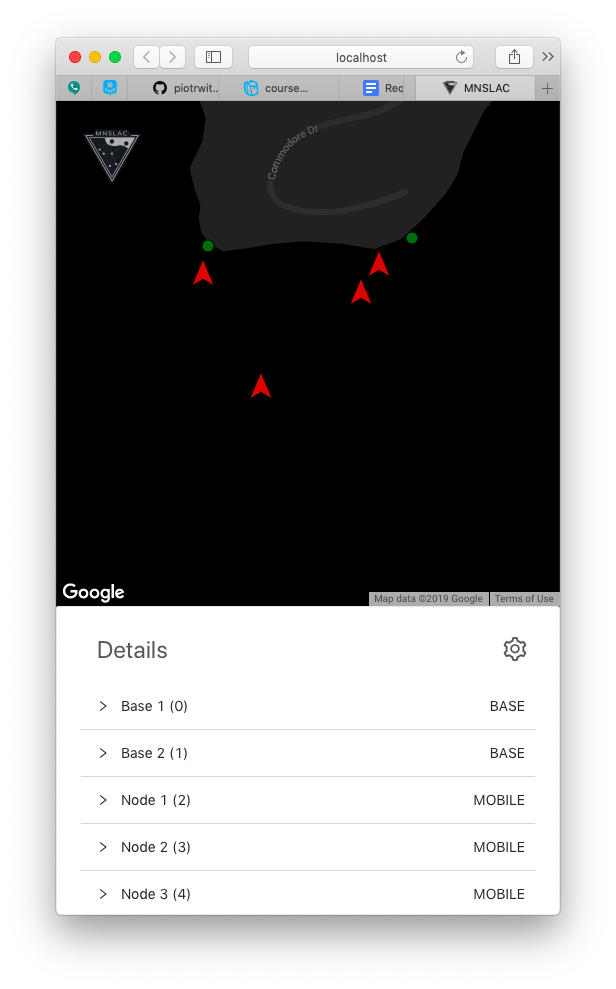 localhost
piotrwit...
course...
Req
MNSLAC
MNSLAC
Commodore Dr
Google
Map data ©2019 Google
Terms of Use
Details
Base 1 (0) BASE
Base 2 (1) BASE
Node 1 (2) MOBILE
Node 2 (3) MOBILE
Node 3 (4) MOBILE